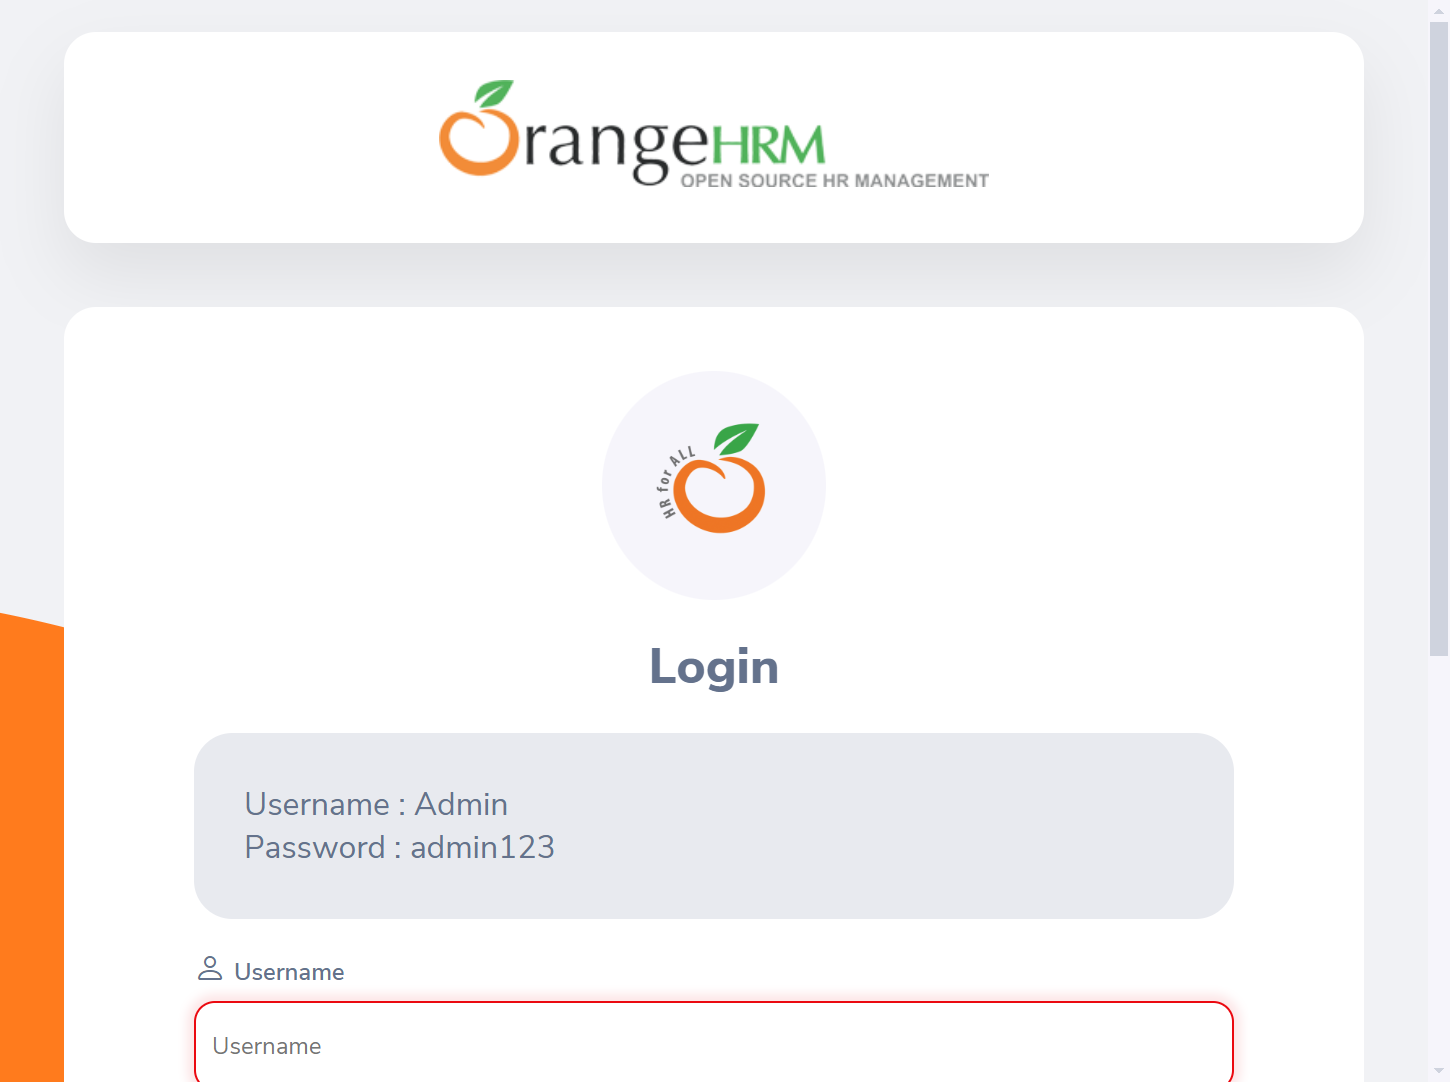 OrangeHRM
OPEN SOURCE HR MANAGEMENT
HR for ALL
Login
Username : Admin
Password : admin123
Username
Username